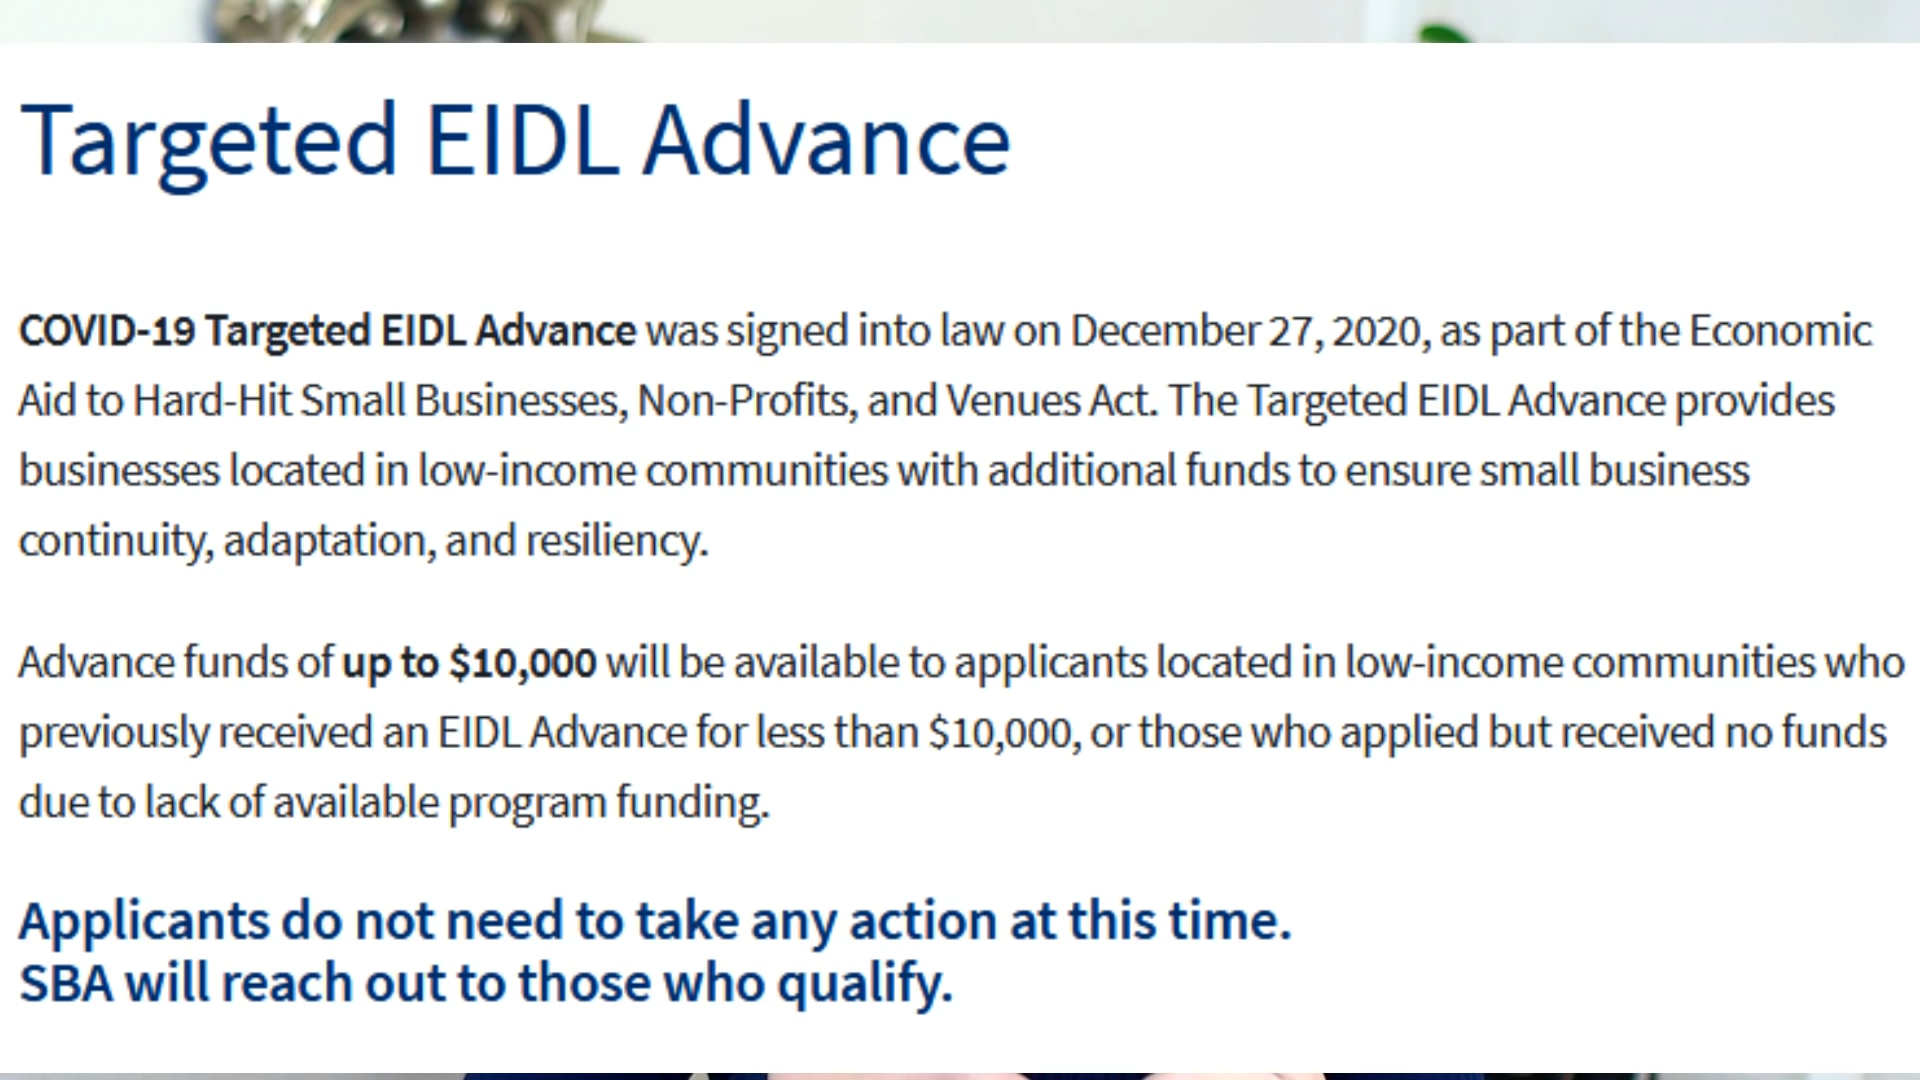 Targeted EIDL Advance
COVID-19 Targeted EIDL Advance was signed into law on December 27, 2020, as part of the Economic
Aid to Hard-Hit Small Businesses, Non-Profits, and Venues Act. The Targeted EIDL Advance provides
businesses located in low-income communities with additional funds to ensure small business
continuity, adaptation, and resiliency.
Advance funds of up to $10,000 will be available to applicants located in low-income communities who
previously received an EIDL Advance for less than $10,000, or those who applied but received no funds
due to lack of available program funding.
Applicants do not need to take any action at this time.
SBA will reach out to those who qualify.